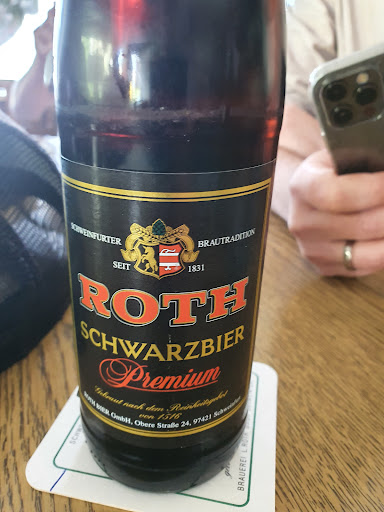 SCHWEINFURTER BRAUTRADITION
SEIT 1831
ROTH
SCHWARZBIER
Premium
Gebraut nach dem Reinheitsgebot
von 1516
ROTH BIER GmbH, Obere Straße 24, 97421 Schweinfurt
BRAUEREI